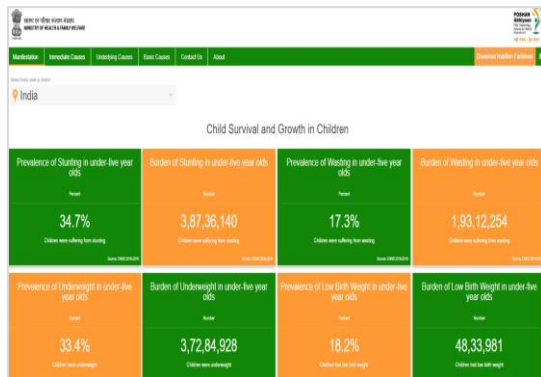 MINISTRY OF HEALTH & FAMILY WELFARE
POSHAN
Abhiyaan
Manifestation Immediate Causes Underlying Causes Basic Causes Contact Us About
Download Nutrition Factsheet
India
Child Survival and Growth in Children
Prevalence of Stunting in under-five year
olds
Percent
34.7%
Children were suffering from stunting
Burden of Stunting in under-five year olds
Number
3,87,36,140
Children were suffering from stunting
Prevalence of Wasting in under-five year
olds
Percent
17.3%
Children were suffering from wasting
Burden of Wasting in under-five year olds
Number
1,93,12,254
Children were suffering from wasting
Prevalence of Underweight in under-five
year olds
Percent
33.4%
Children were underweight
Burden of Underweight in under-five year
olds
Number
3,72,84,928
Children were underweight
Prevalence of Low Birth Weight in under-five
year olds
Percent
18.2%
Children had low birth weight
Burden of Low Birth Weight in under-five
year olds
Number
48,33,981
Children had low birth weight